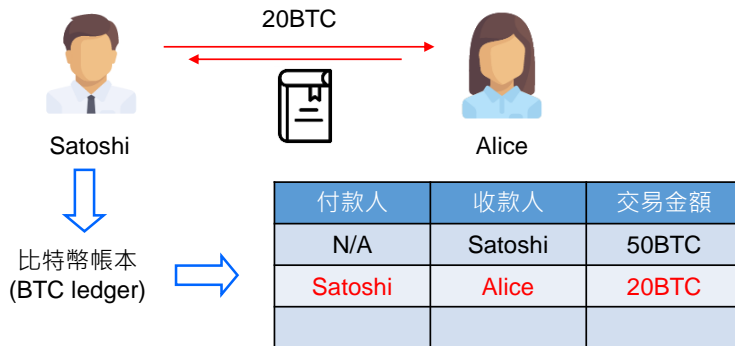 20BTC
Satoshi
Alice
比特幣帳本
(BTC ledger)
付款人 收款人 交易金額
N/A Satoshi 50BTC
Satoshi Alice 20BTC